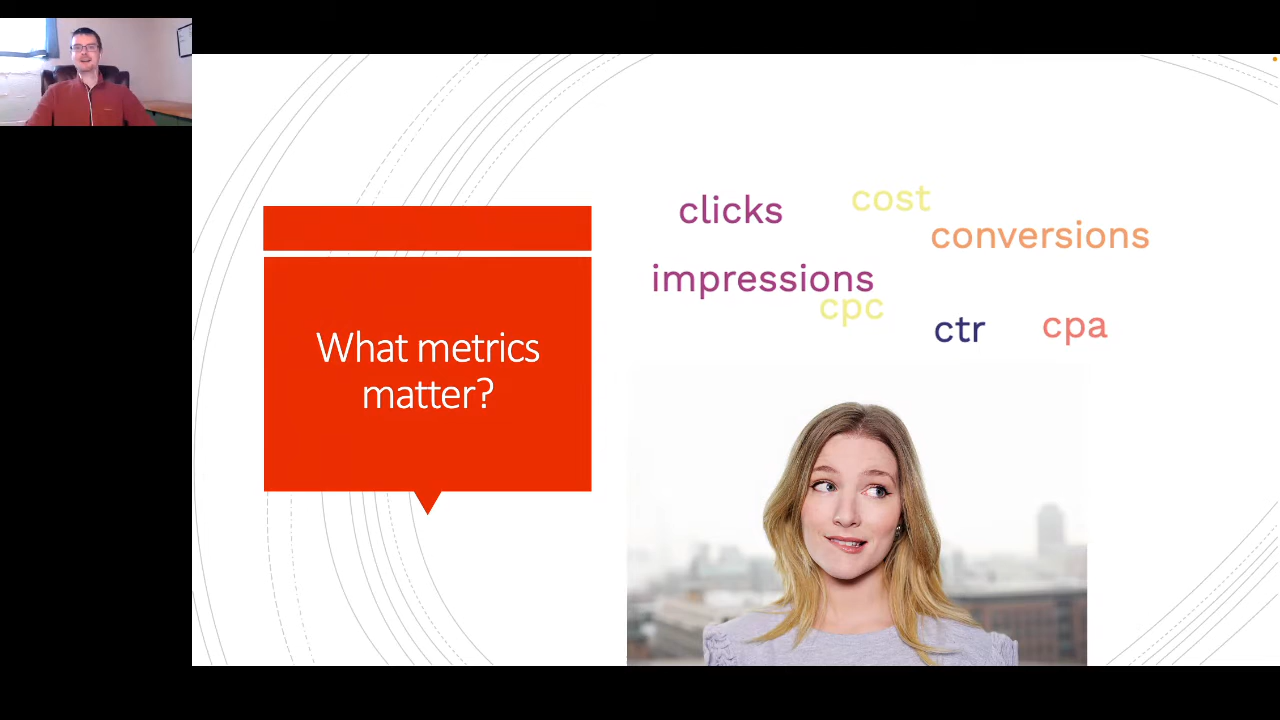 What metrics
matter?
clicks
cost
conversions
impressions
cpc
ctr
cpa